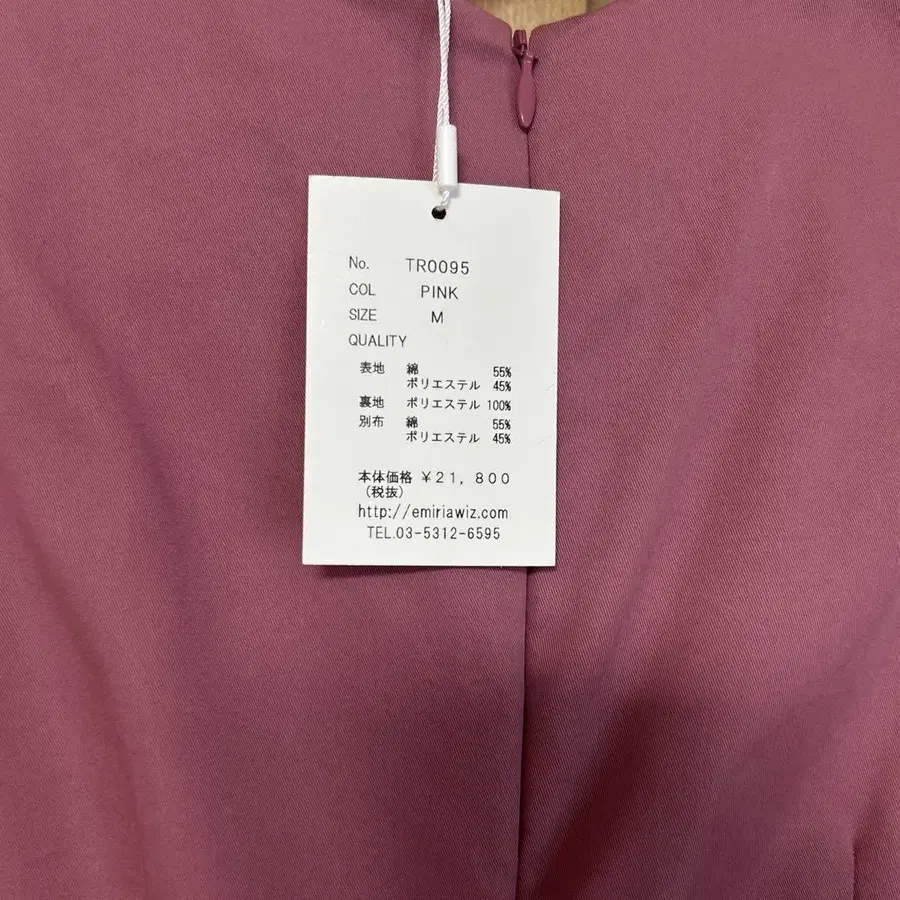 No. TR0095
COL PINK
SIZE M
QUALITY
表地 綿 55%
ポリエステル 45%
裏地 ポリエステル 100%
別布 綿 55%
ポリエステル 45%
本体価格 ¥21,800
(税抜)
http://emiriawiz.com
TEL.03-5312-6595